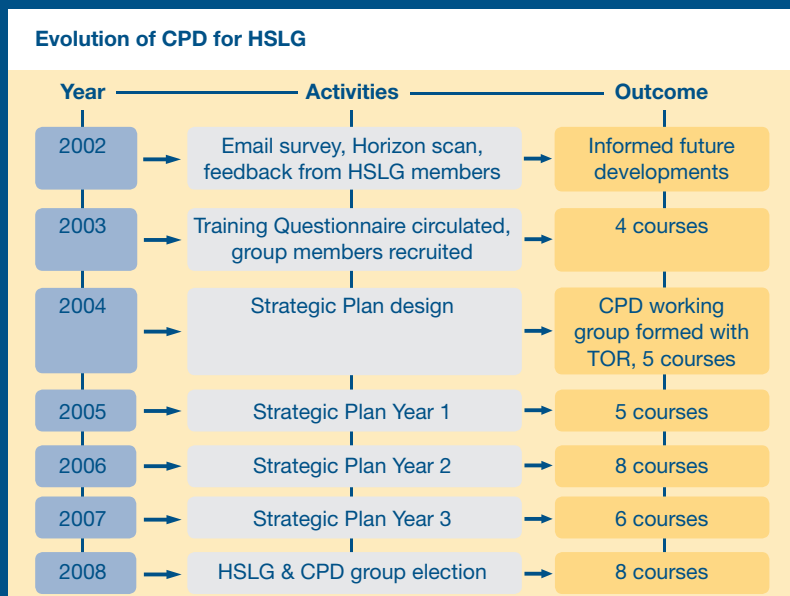 Evolution of CPD for HSLG
Year Activities Outcome
2002
Email survey, Horizon scan,
feedback from HSLG members
Informed future
developments
2003
Training Questionnaire circulated,
group members recruited
4 courses
2004
Strategic Plan design
CPD working
group formed with
TOR, 5 courses
2005
Strategic Plan Year 1
5 courses
2006
Strategic Plan Year 2
8 courses
2007
Strategic Plan Year 3
6 courses
2008
HSLG & CPD group election
8 courses